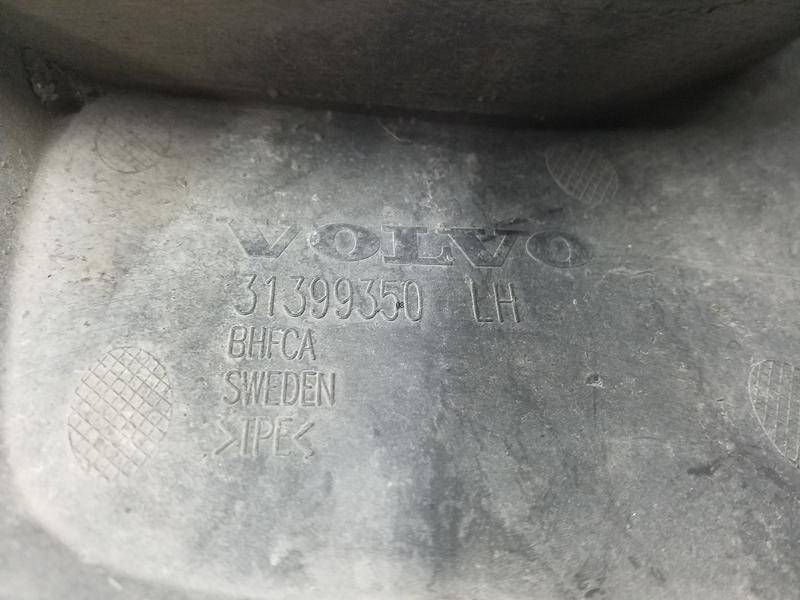 VOLVO
31399350 LH
BHFCA
SWEDEN
>TPE<